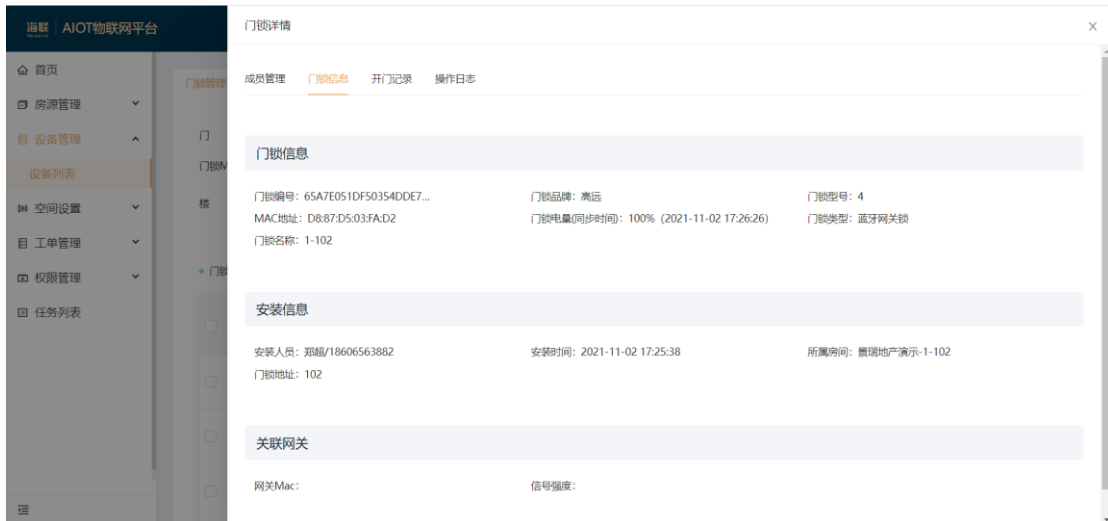 海联 AIOT物联网平台
首页
房源管理
设备管理
设备列表
空间设置
工单管理
权限管理
任务列表
门锁管理
门
门锁M
楼
门锁
门锁详情
成员管理 门锁信息 开门记录 操作日志
门锁信息
门锁编号：65A7E051DF50354DDE7... 门锁品牌：高远 门锁型号：4
MAC地址：D8:87:D5:03:FA:D2 门锁电量(同步时间)：100%（2021-11-02 17:26:26） 门锁类型：蓝牙网关锁
门锁名称：1-102
安装信息
安装人员：郑超/18606563882 安装时间：2021-11-02 17:25:38 所属房间：景瑞地产演示-1-102
门锁地址：102
关联网关
网关Mac： 信号强度：